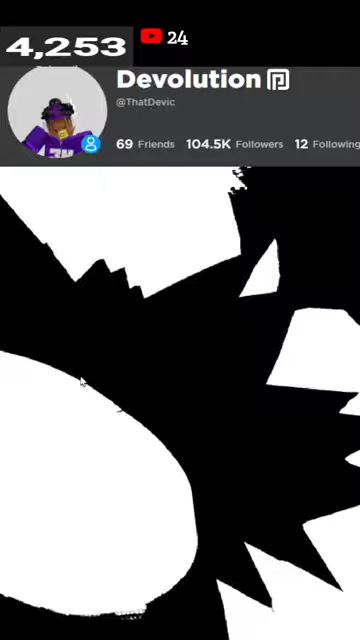 4,253
24
Devolution
@ThatDevic
69 Friends 104.5K Followers 12 Following